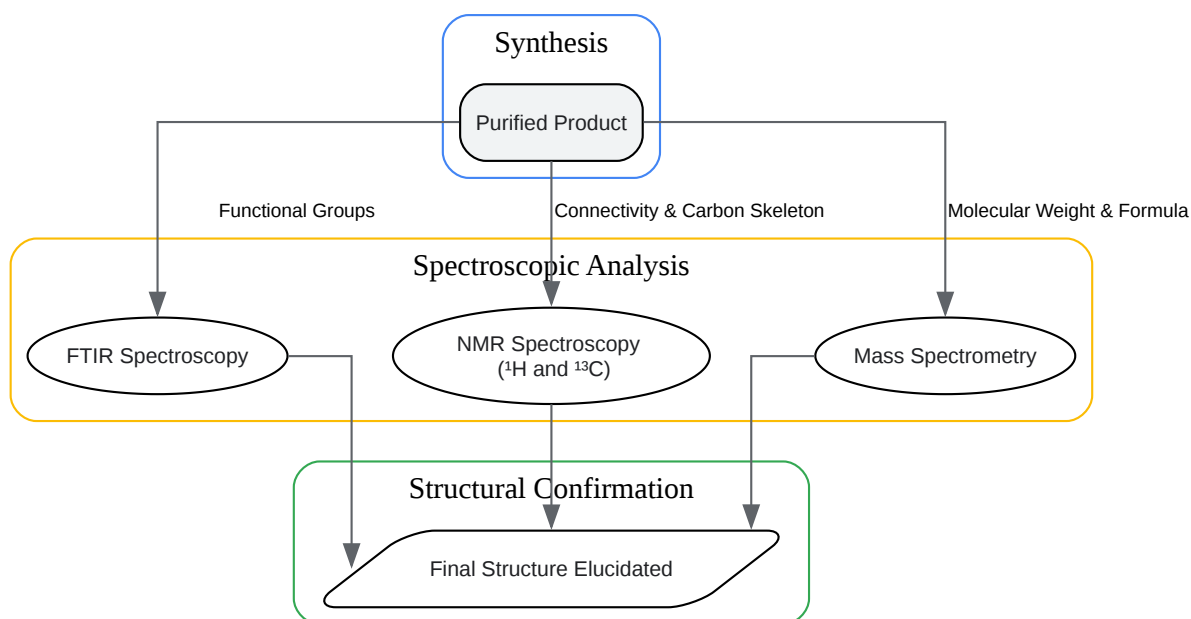 Synthesis
Purified Product
Functional Groups
Connectivity & Carbon Skeleton
Molecular Weight & Formula
Spectroscopic Analysis
FTIR Spectroscopy
NMR Spectroscopy
(¹H and ¹³C)
Mass Spectrometry
Structural Confirmation
Final Structure Elucidated